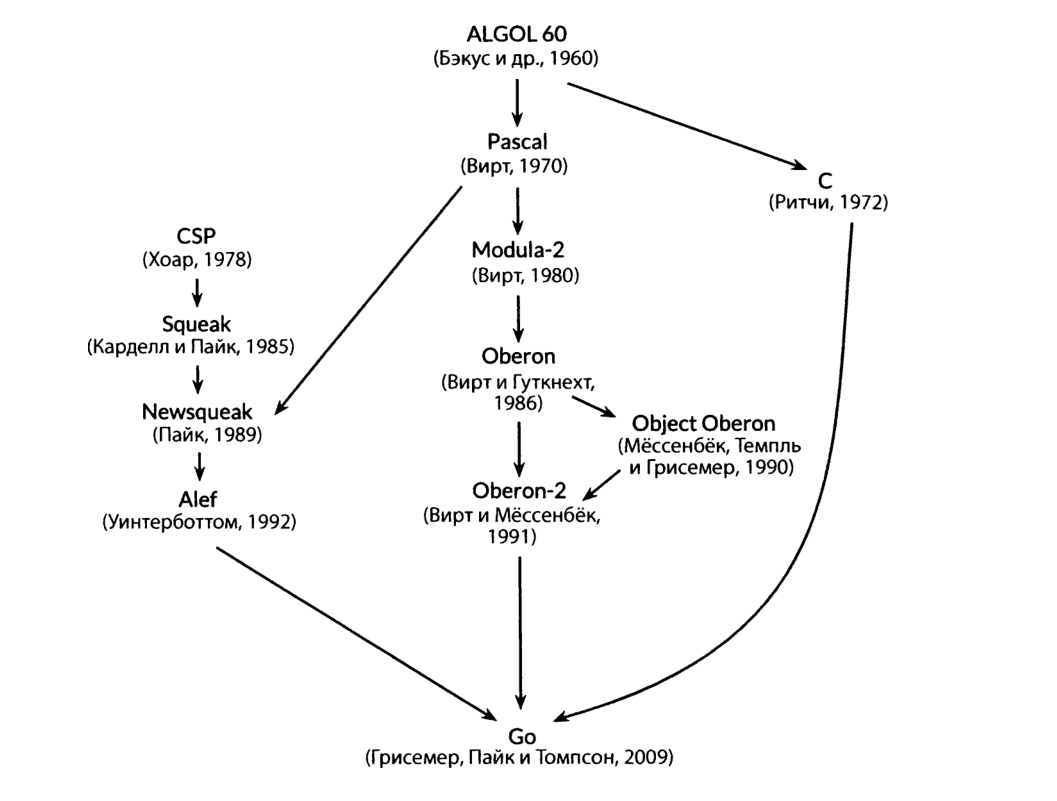 ALGOL 60
(Бэкус и др., 1960)
Pascal
(Вирт, 1970)
C
(Ритчи, 1972)
CSP
(Хоар, 1978)
Modula-2
(Вирт, 1980)
Squeak
(Карделл и Пайк, 1985)
Oberon
(Вирт и Гуткнехт,
1986)
Newsqueak
(Пайк, 1989)
Object Oberon
(Мёссенбёк, Темпль
и Грисемер, 1990)
Alef
(Уинтерботтом, 1992)
Oberon-2
(Вирт и Мёссенбёк,
1991)
Go
(Грисемер, Пайк и Томпсон, 2009)